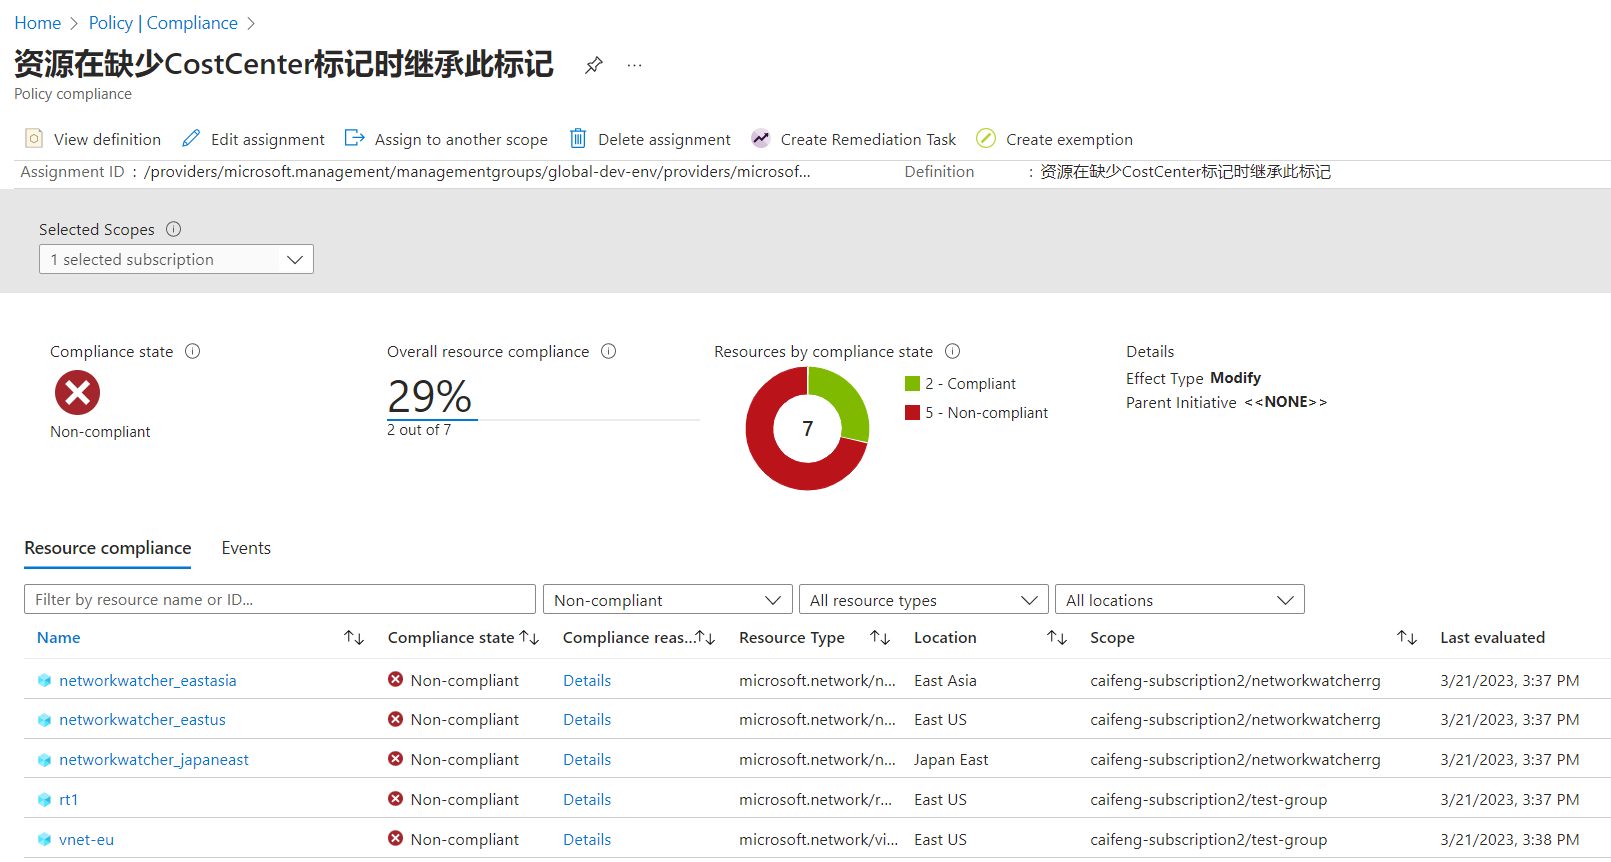 Home > Policy | Compliance >
资源在缺少CostCenter标记时继承此标记 ...
Policy compliance
View definition Edit assignment Assign to another scope Delete assignment Create Remediation Task Create exemption
Assignment ID : /providers/microsoft.management/managementgroups/global-dev-env/providers/microsof... Definition : 资源在缺少CostCenter标记时继承此标记
Selected Scopes
1 selected subscription
Compliance state Overall resource compliance Resources by compliance state Details
29% 2 - Compliant Effect Type Modify
7 5 - Non-compliant Parent Initiative <<NONE>>
Non-compliant 2 out of 7
Resource compliance Events
Filter by resource name or ID... Non-compliant All resource types All locations
Name Compliance state Compliance reas... Resource Type Location Scope Last evaluated
networkwatcher_eastasia Non-compliant Details microsoft.network/n... East Asia caifeng-subscription2/networkwatcherrg 3/21/2023, 3:37 PM
networkwatcher_eastus Non-compliant Details microsoft.network/n... East US caifeng-subscription2/networkwatcherrg 3/21/2023, 3:37 PM
networkwatcher_japaneast Non-compliant Details microsoft.network/n... Japan East caifeng-subscription2/networkwatcherrg 3/21/2023, 3:37 PM
rt1 Non-compliant Details microsoft.network/r... East US caifeng-subscription2/test-group 3/21/2023, 3:37 PM
vnet-eu Non-compliant Details microsoft.network/vi... East US caifeng-subscription2/test-group 3/21/2023, 3:38 PM